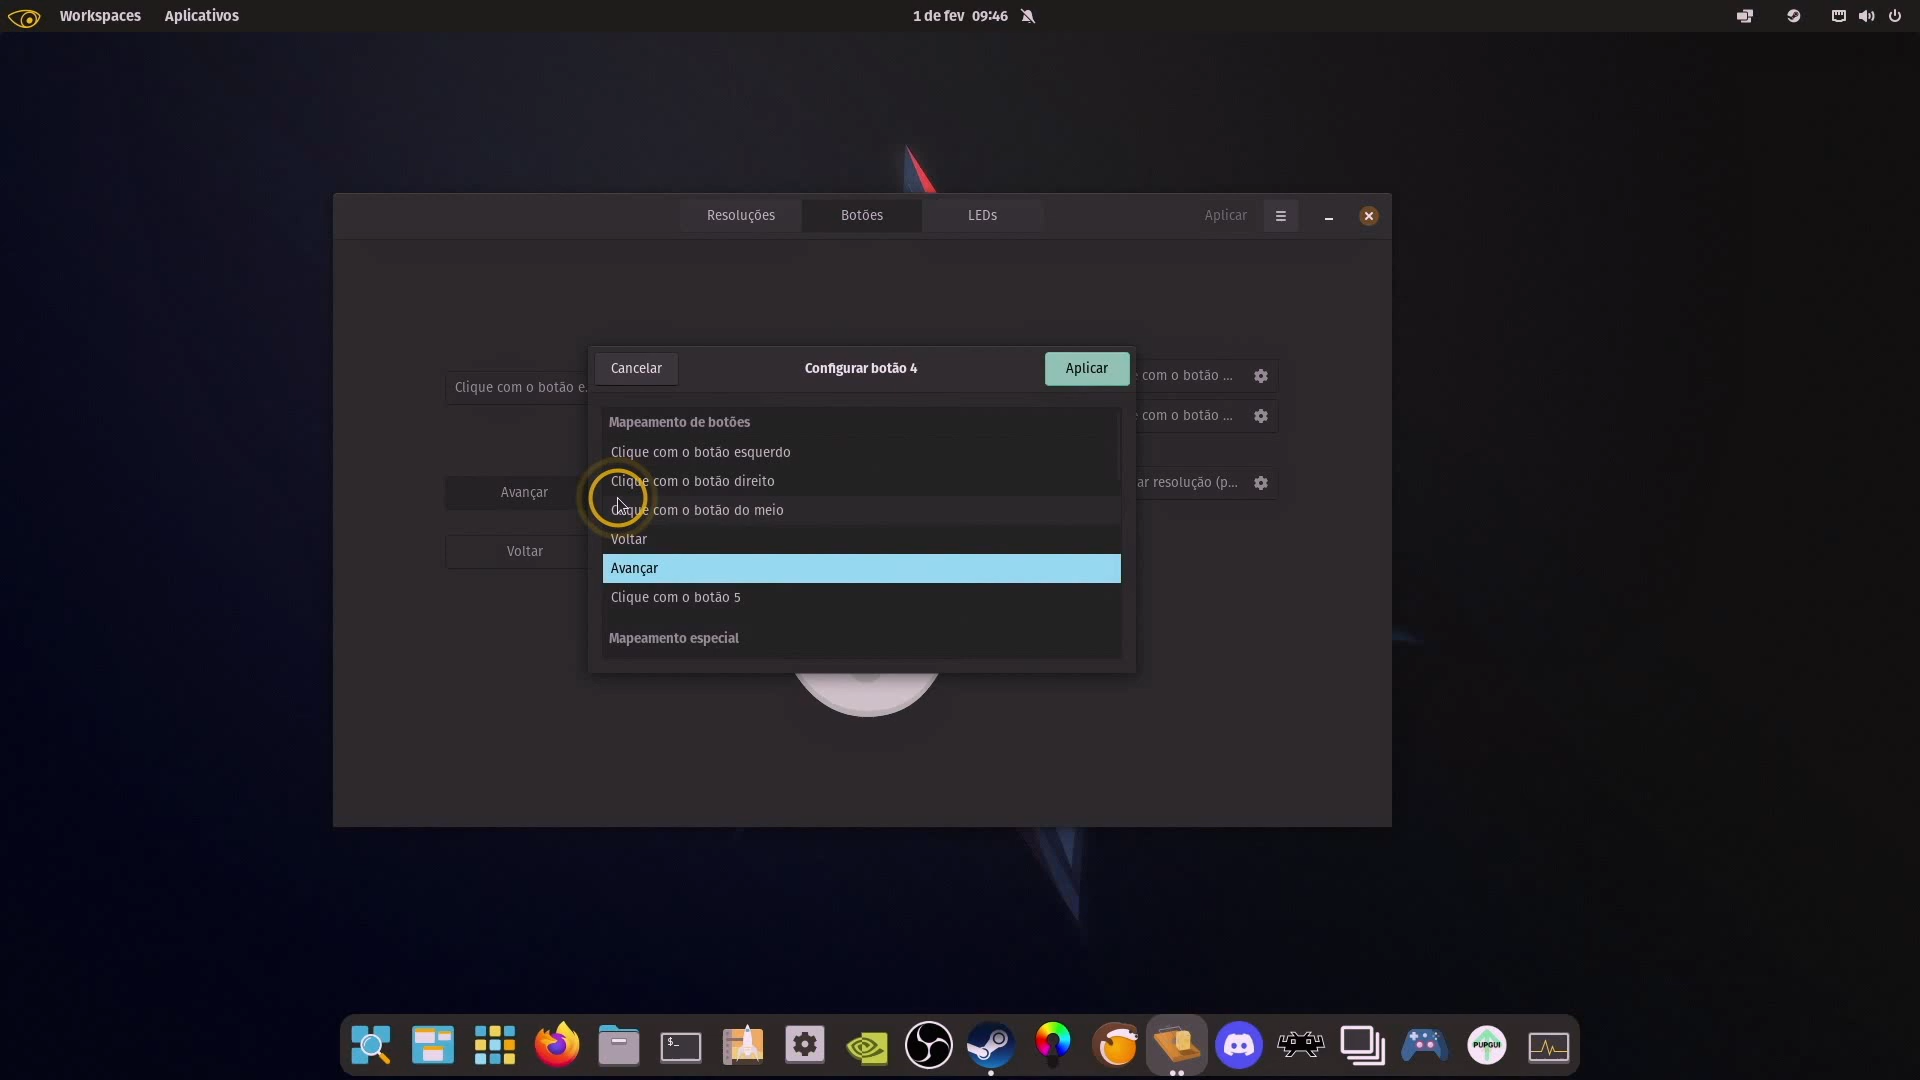 Workspaces Aplicativos 1 de fev 09:46
Resoluções Botões LEDs Aplicar
Cancelar Configurar botão 4 Aplicar
Clique com o botão e.
com o botão ...
com o botão ...
ar resolução (p...
Avançar
Voltar
Mapeamento de botões
Clique com o botão esquerdo
Clique com o botão direito
Clique com o botão do meio
Voltar
Avançar
Clique com o botão 5
Mapeamento especial
$_
PUPGUI